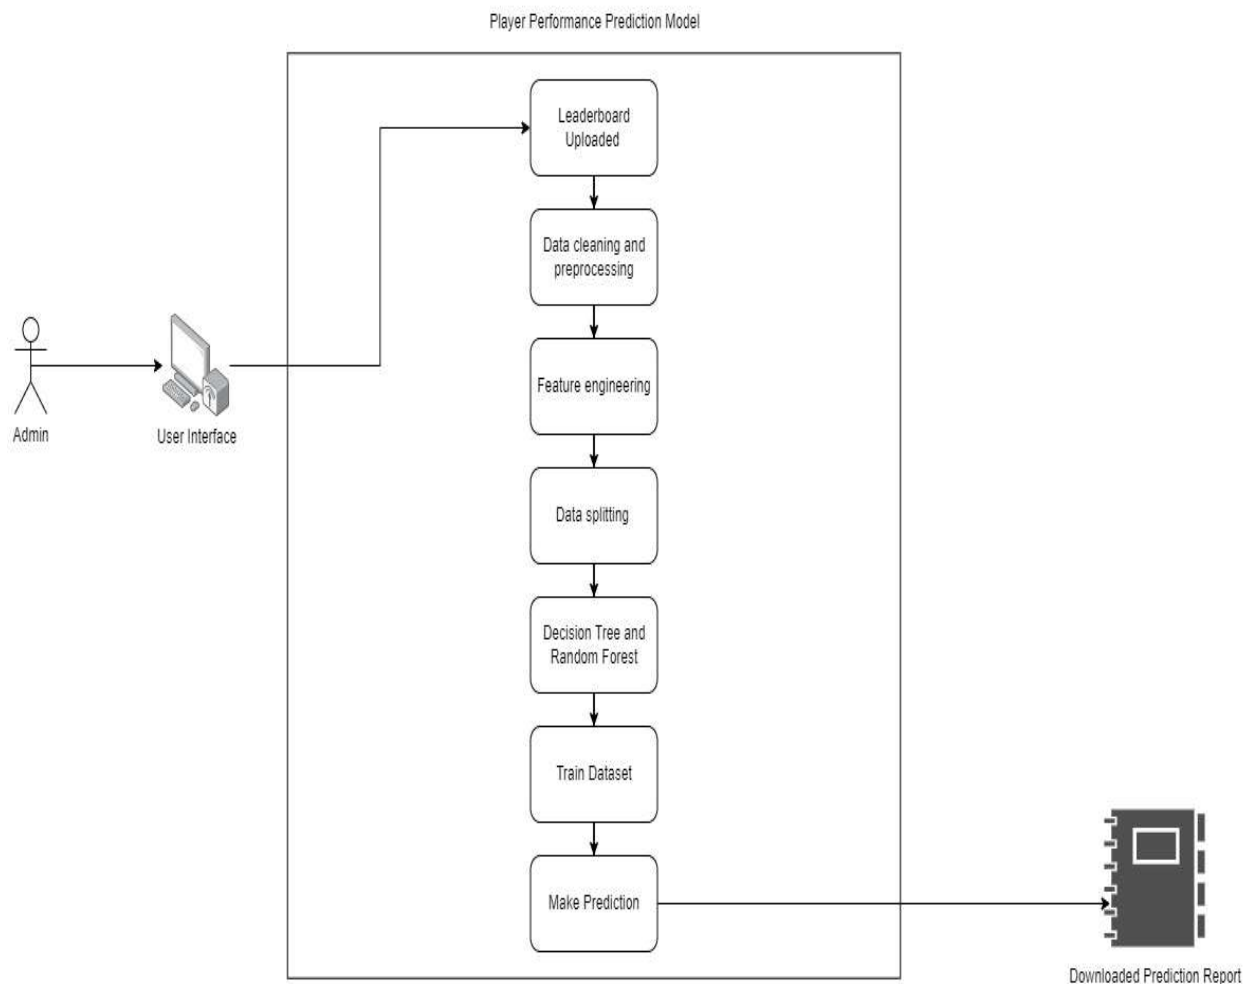 Player Performance Prediction Model
Leaderboard
Uploaded
Data cleaning and
preprocessing
Feature engineering
Admin
User Interface
Data splitting
Decision Tree and
Random Forest
Train Dataset
Make Prediction
Downloaded Prediction Report